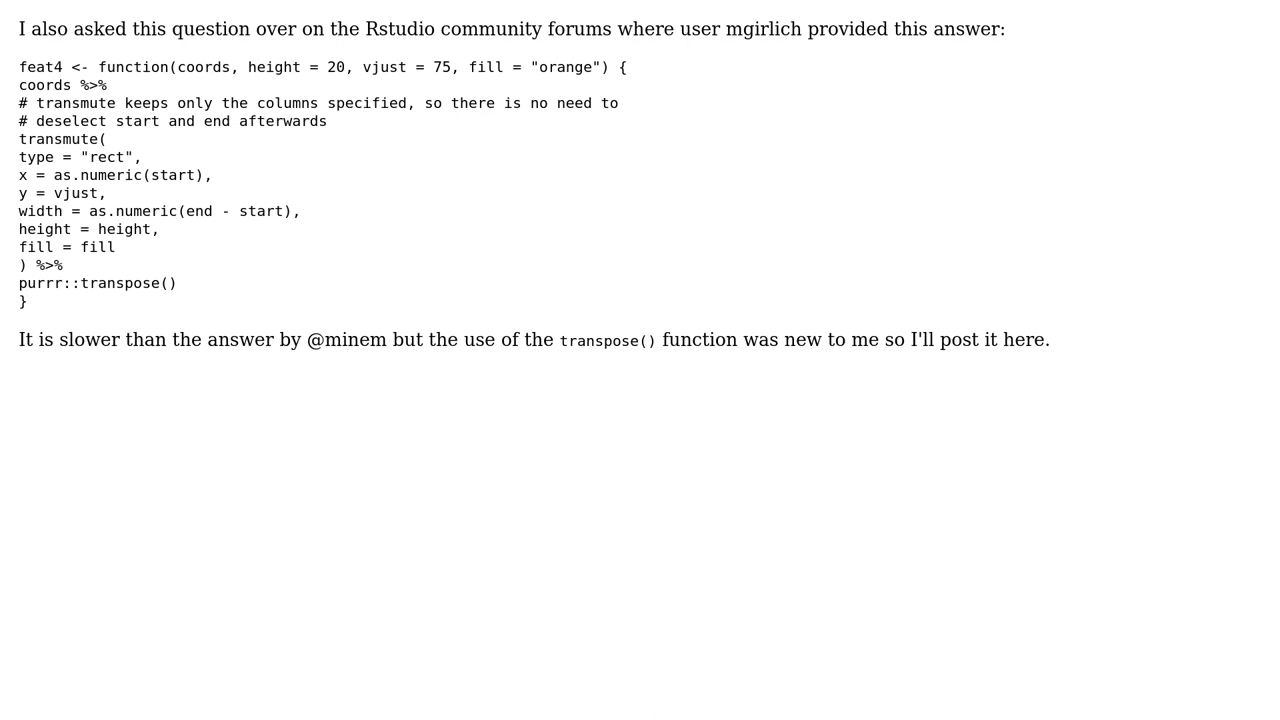 I also asked this question over on the Rstudio community forums where user mgirlich provided this answer:
feat4 <- function(coords, height = 20, vjust = 75, fill = "orange") {
coords %>%
# transmute keeps only the columns specified, so there is no need to
# deselect start and end afterwards
transmute(
type = "rect",
x = as.numeric(start),
y = vjust,
width = as.numeric(end - start),
height = height,
fill = fill
) %>%
purrr::transpose()
}
It is slower than the answer by @minem but the use of the transpose() function was new to me so I'll post it here.